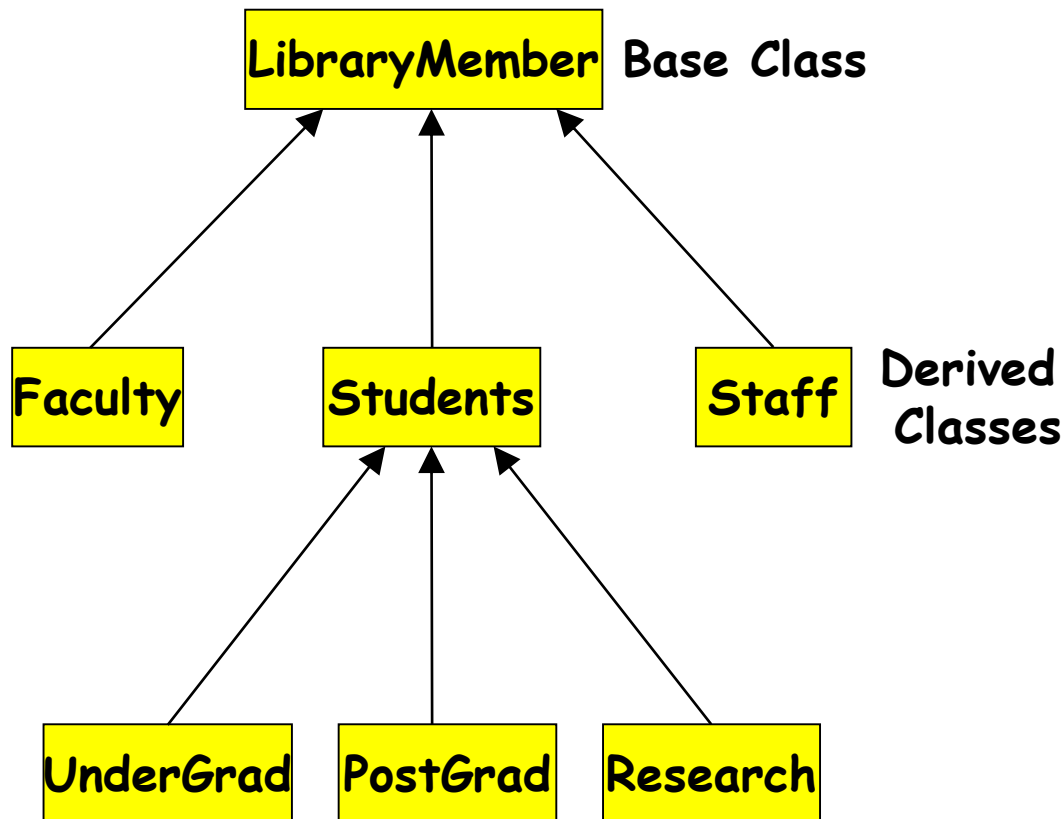 LibraryMember Base Class
Faculty Students Staff Derived
Classes
UnderGrad PostGrad Research